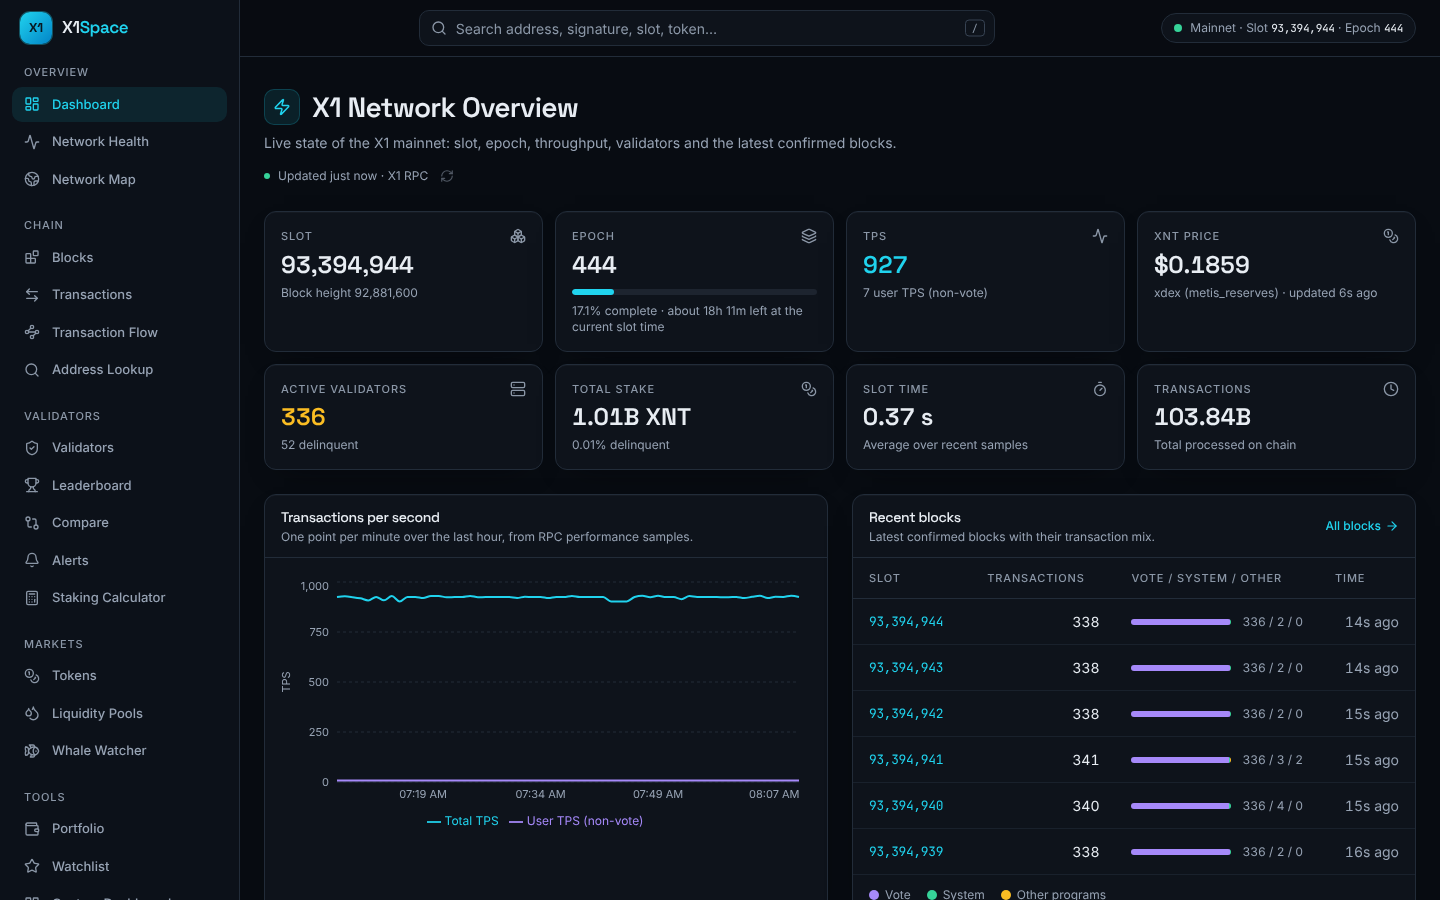 X1 X1Space
Search address, signature, slot, token... /
Mainnet · Slot 93,394,944 · Epoch 444
OVERVIEW
Dashboard
Network Health
Network Map
CHAIN
Blocks
Transactions
Transaction Flow
Address Lookup
VALIDATORS
Validators
Leaderboard
Compare
Alerts
Staking Calculator
MARKETS
Tokens
Liquidity Pools
Whale Watcher
TOOLS
Portfolio
Watchlist
X1 Network Overview
Live state of the X1 mainnet: slot, epoch, throughput, validators and the latest confirmed blocks.
Updated just now · X1 RPC
SLOT
93,394,944
Block height 92,881,600
EPOCH
444
17.1% complete · about 18h 11m left at the
current slot time
TPS
927
7 user TPS (non-vote)
XNT PRICE
$0.1859
xdex (metis_reserves) · updated 6s ago
ACTIVE VALIDATORS
336
52 delinquent
TOTAL STAKE
1.01B XNT
0.01% delinquent
SLOT TIME
0.37 s
Average over recent samples
TRANSACTIONS
103.84B
Total processed on chain
Transactions per second
One point per minute over the last hour, from RPC performance samples.
1,000
750
500
250
0
TPS
07:19 AM 07:34 AM 07:49 AM 08:07 AM
Total TPS User TPS (non-vote)
Recent blocks
Latest confirmed blocks with their transaction mix.
All blocks →
SLOT TRANSACTIONS VOTE / SYSTEM / OTHER TIME
93,394,944 338 336 / 2 / 0 14s ago
93,394,943 338 336 / 2 / 0 14s ago
93,394,942 338 336 / 2 / 0 15s ago
93,394,941 341 336 / 3 / 2 15s ago
93,394,940 340 336 / 4 / 0 15s ago
93,394,939 338 336 / 2 / 0 16s ago
Vote System Other programs